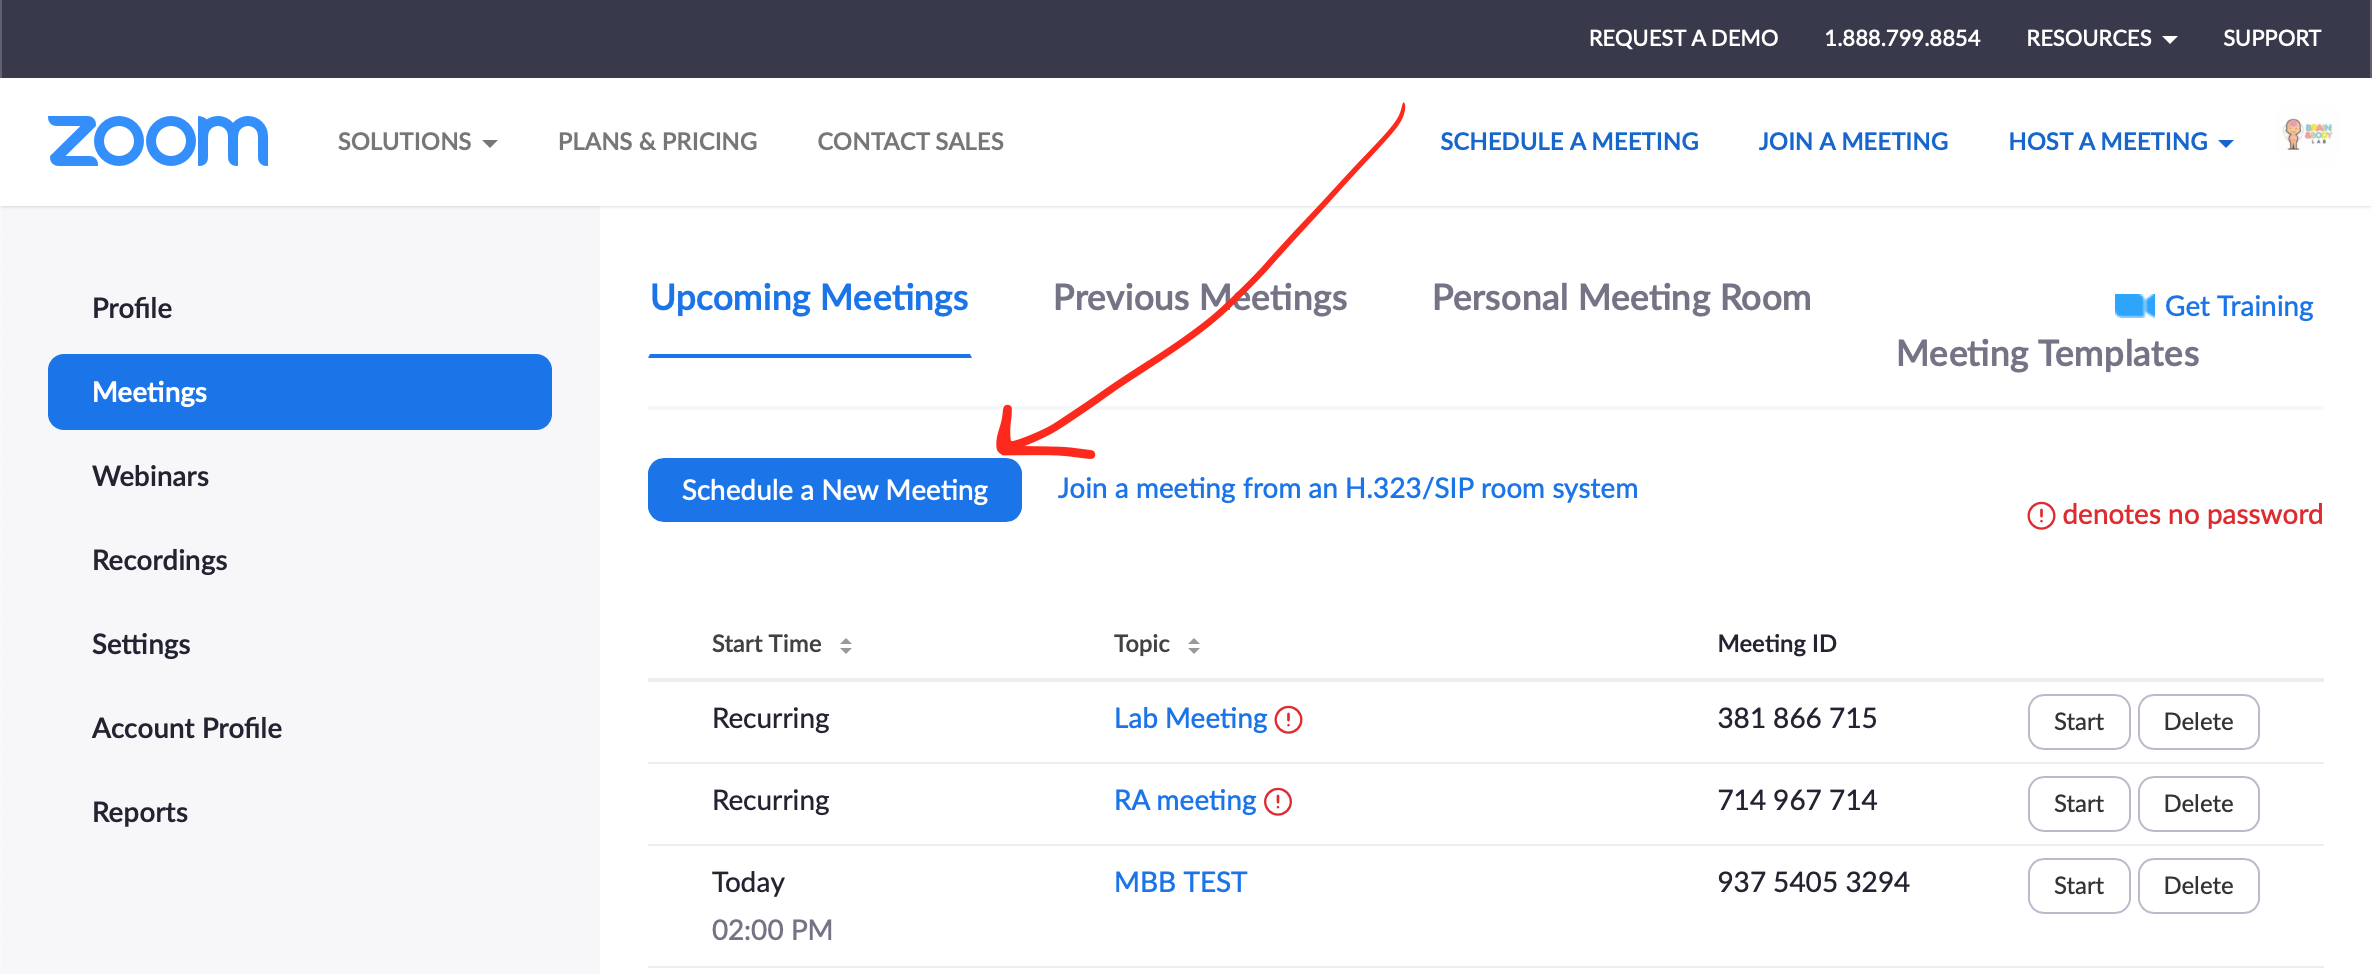 REQUEST A DEMO 1.888.799.8854 RESOURCES SUPPORT
zoom SOLUTIONS PLANS & PRICING CONTACT SALES SCHEDULE A MEETING JOIN A MEETING HOST A MEETING BRAIN
&BODY
LAB
Profile
Meetings
Webinars
Recordings
Settings
Account Profile
Reports
Upcoming Meetings Previous Meetings Personal Meeting Room
Get Training
Meeting Templates
Schedule a New Meeting Join a meeting from an H.323/SIP room system
denotes no password
Start Time Topic Meeting ID
Recurring Lab Meeting 381 866 715 Start Delete
Recurring RA meeting 714 967 714 Start Delete
Today MBB TEST 937 5405 3294 Start Delete
02:00 PM